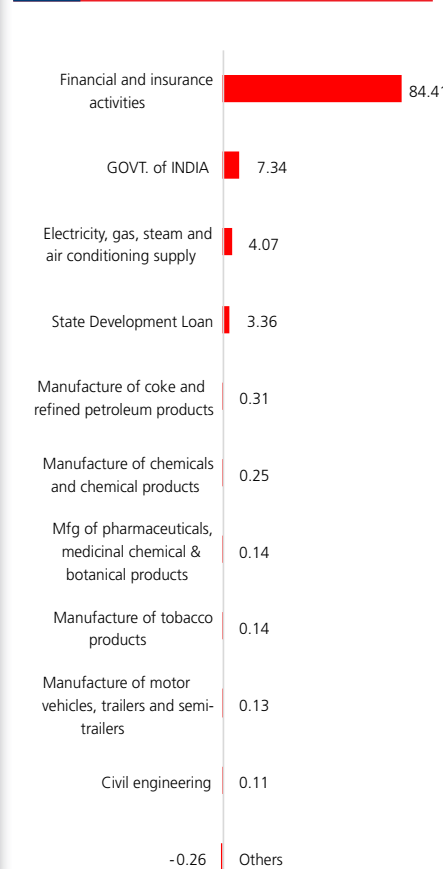 Financial and insurance
activities
84.41
GOVT. of INDIA 7.34
Electricity, gas, steam and
air conditioning supply
4.07
State Development Loan 3.36
Manufacture of coke and
refined petroleum products
0.31
Manufacture of chemicals
and chemical products
0.25
Mfg of pharmaceuticals,
medicinal chemical &
botanical products
0.14
Manufacture of tobacco
products
0.14
Manufacture of motor
vehicles, trailers and semi-
trailers
0.13
Civil engineering 0.11
-0.26 Others